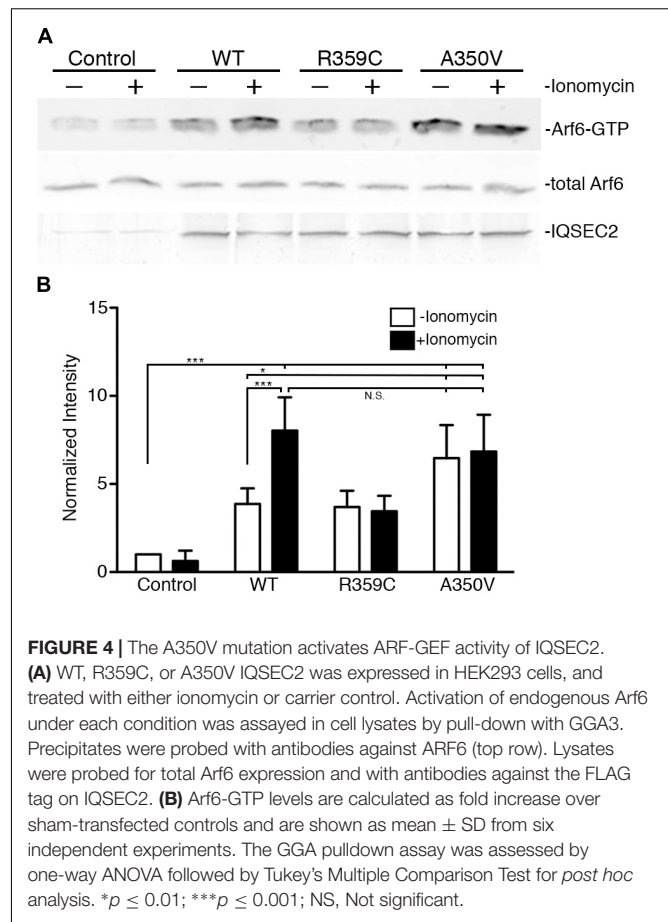 A
Control WT R359C A350V
— + — + — + — + -Ionomycin
-Arf6-GTP
-total Arf6
-IQSEC2
B
15
10
5
0
Normalized Intensity
-Ionomycin
+Ionomycin
***
*
***
N.S.
Control WT R359C A350V
FIGURE 4 | The A350V mutation activates ARF-GEF activity of IQSEC2.
(A) WT, R359C, or A350V IQSEC2 was expressed in HEK293 cells, and
treated with either ionomycin or carrier control. Activation of endogenous Arf6
under each condition was assayed in cell lysates by pull-down with GGA3.
Precipitates were probed with antibodies against ARF6 (top row). Lysates
were probed for total Arf6 expression and with antibodies against the FLAG
tag on IQSEC2. (B) Arf6-GTP levels are calculated as fold increase over
sham-transfected controls and are shown as mean ± SD from six
independent experiments. The GGA pulldown assay was assessed by
one-way ANOVA followed by Tukey's Multiple Comparison Test for post hoc
analysis. *p ≤ 0.01; ***p ≤ 0.001; NS, Not significant.